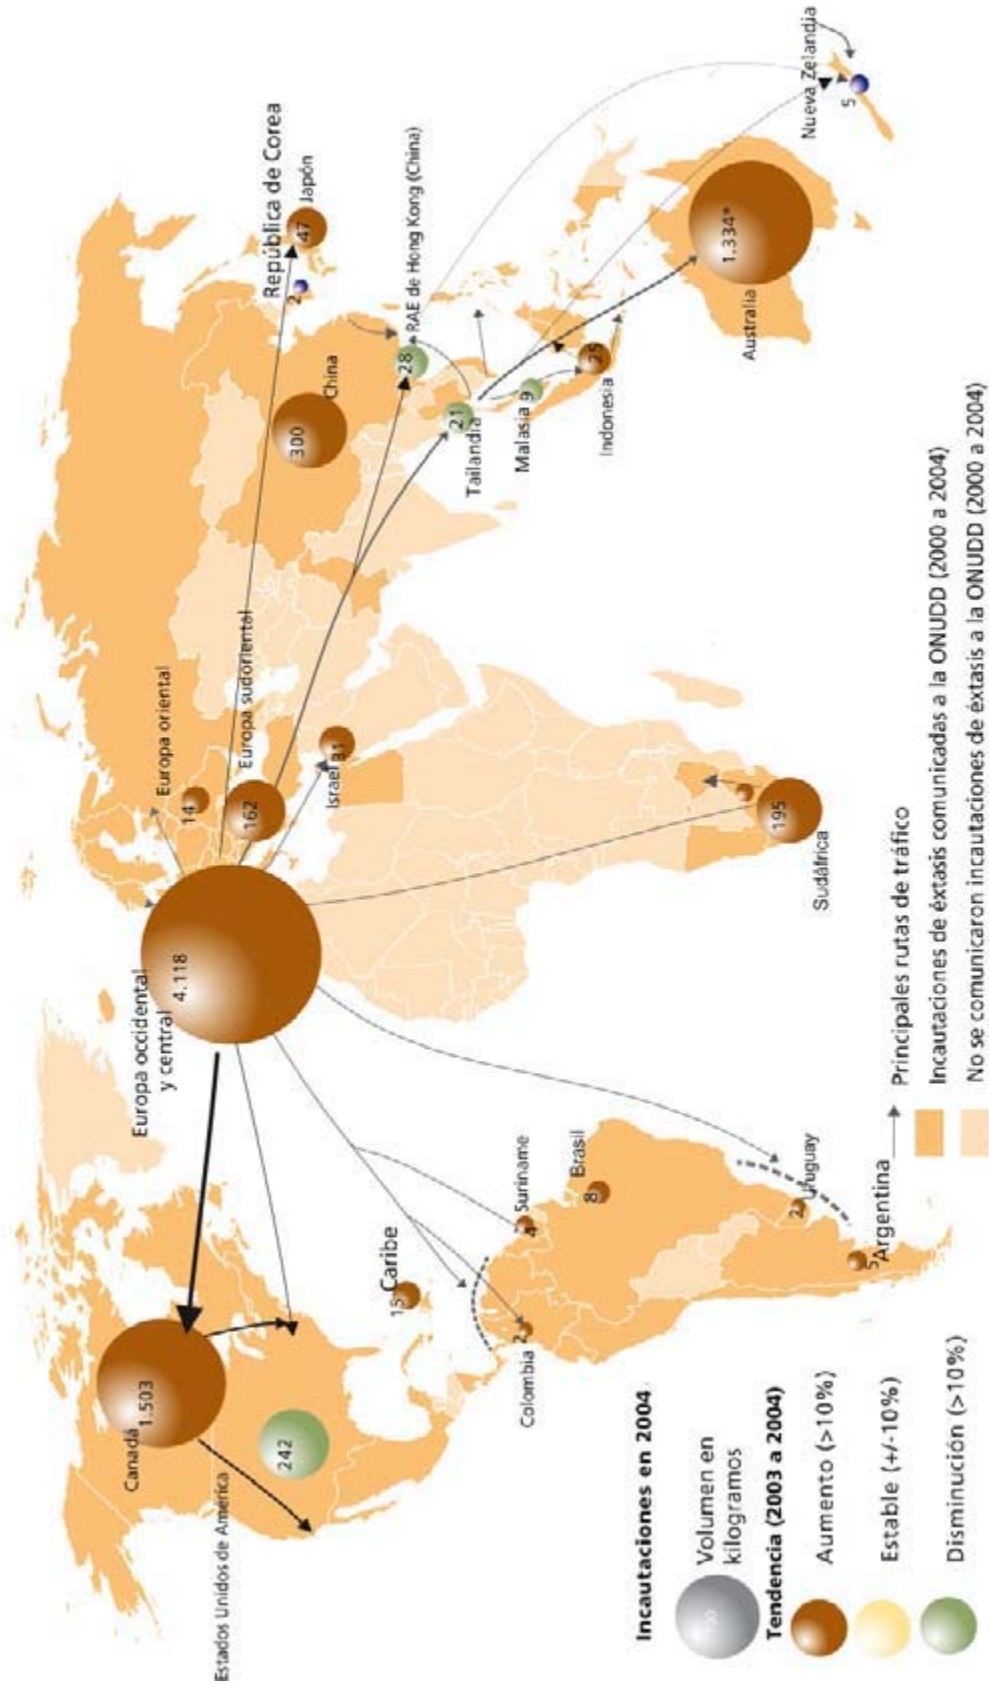 Canadá
1.503
Estados Unidos de América
242
Europa occidental
y central
4.118
Europa oriental
14
Europa sudoriental
162
Israel
31
China
300
República de Corea
2
Japón
47
RAE de Hong Kong (China)
28
Tailandia
21
Malasia 9
Indonesia
25
Australia
1.334*
Nueva Zelandia
5
Sudáfrica
195
Caribe
15
Colombia
2
Suriname
4
Brasil
8
Uruguay
2
Argentina
5
Incautaciones en 2004
Volumen en
kilogramos
Tendencia (2003 a 2004)
Aumento (>10%)
Estable (+/-10%)
Disminución (>10%)
Principales rutas de tráfico
Incautaciones de éxtasis comunicadas a la ONUDD (2000 a 2004)
No se comunicaron incautaciones de éxtasis a la ONUDD (2000 a 2004)